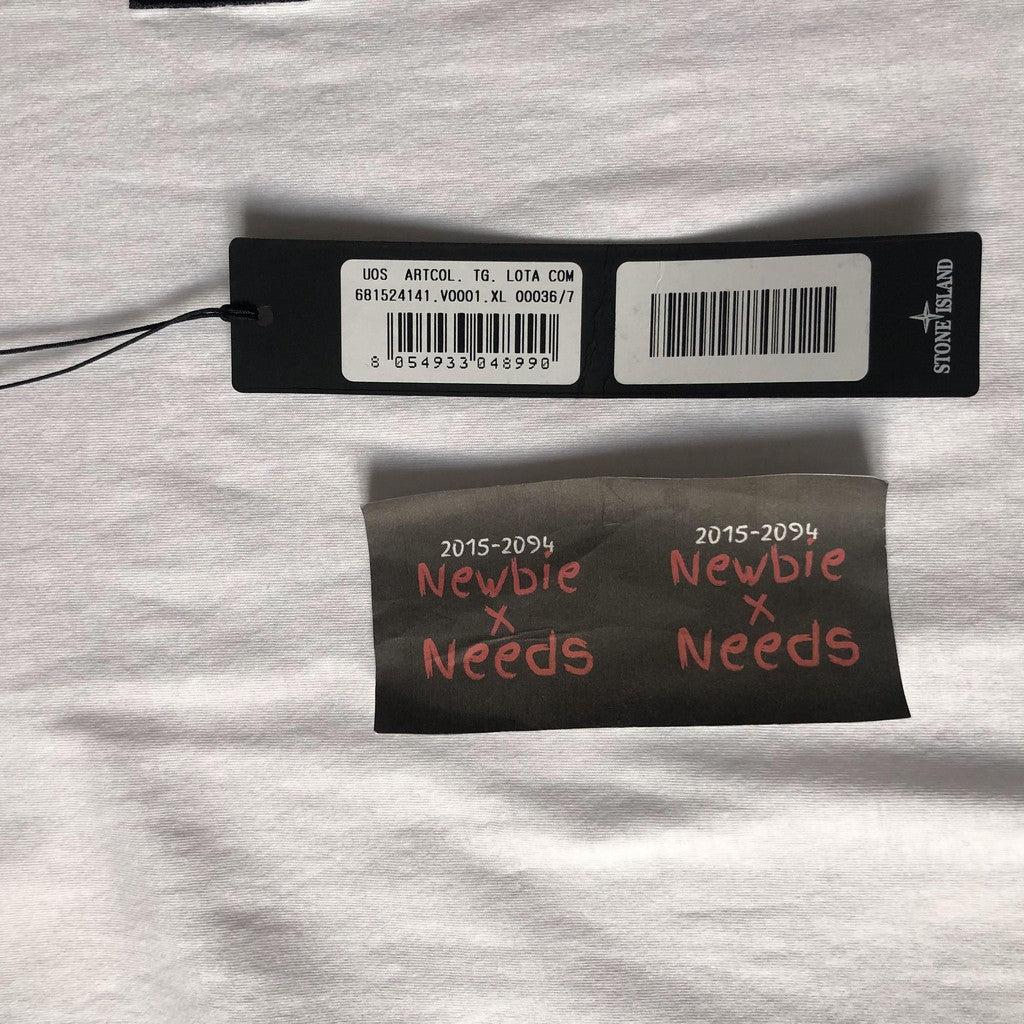 UOS ARTCOL. TG. LOTA COM
681524141.V0001.XL 00036/7
8 054933 048990
STONE ISLAND
2015-2094
Newbie
x
Needs
2015-2094
Newbie
x
Needs